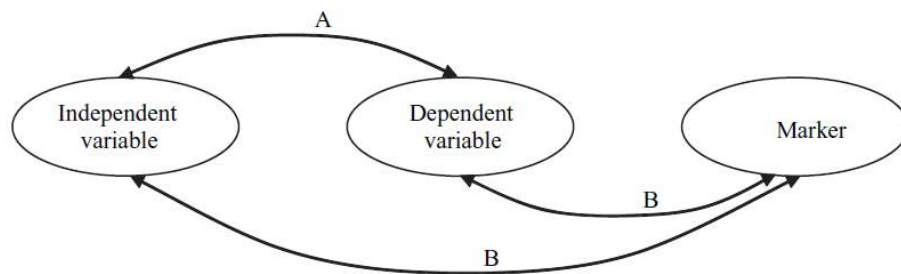 A
Independent
variable
Dependent
variable
Marker
B
B